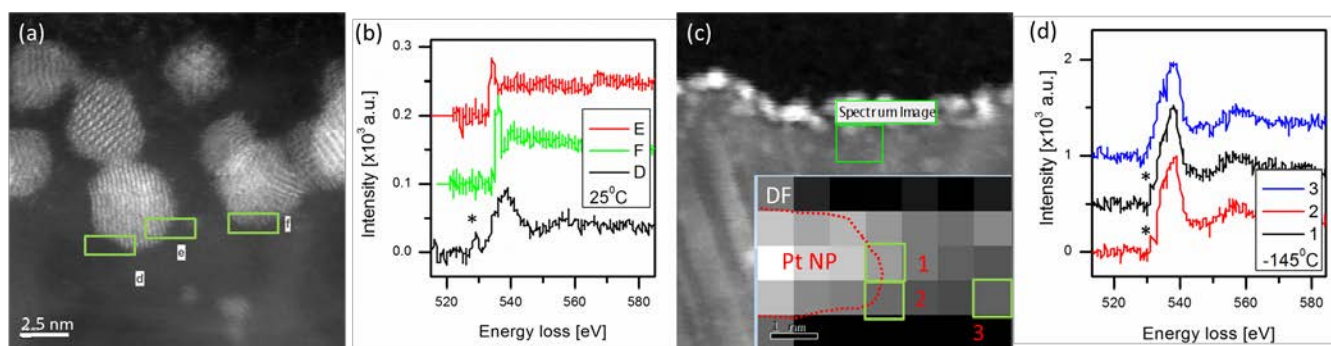 (a)
d
e
f
2.5 nm
(b)
Intensity [x10³ a.u.]
0.3
0.2
0.1
0.0
*
E
F
D
25⁰C
520 540 560 580
Energy loss [eV]
(c)
Spectrum Image
DF
Pt NP
1
2
3
1 nm
(d)
Intensity [x10³ a.u.]
2
1
0
*
*
3
2
1
-145⁰C
520 540 560 580
Energy loss [eV]